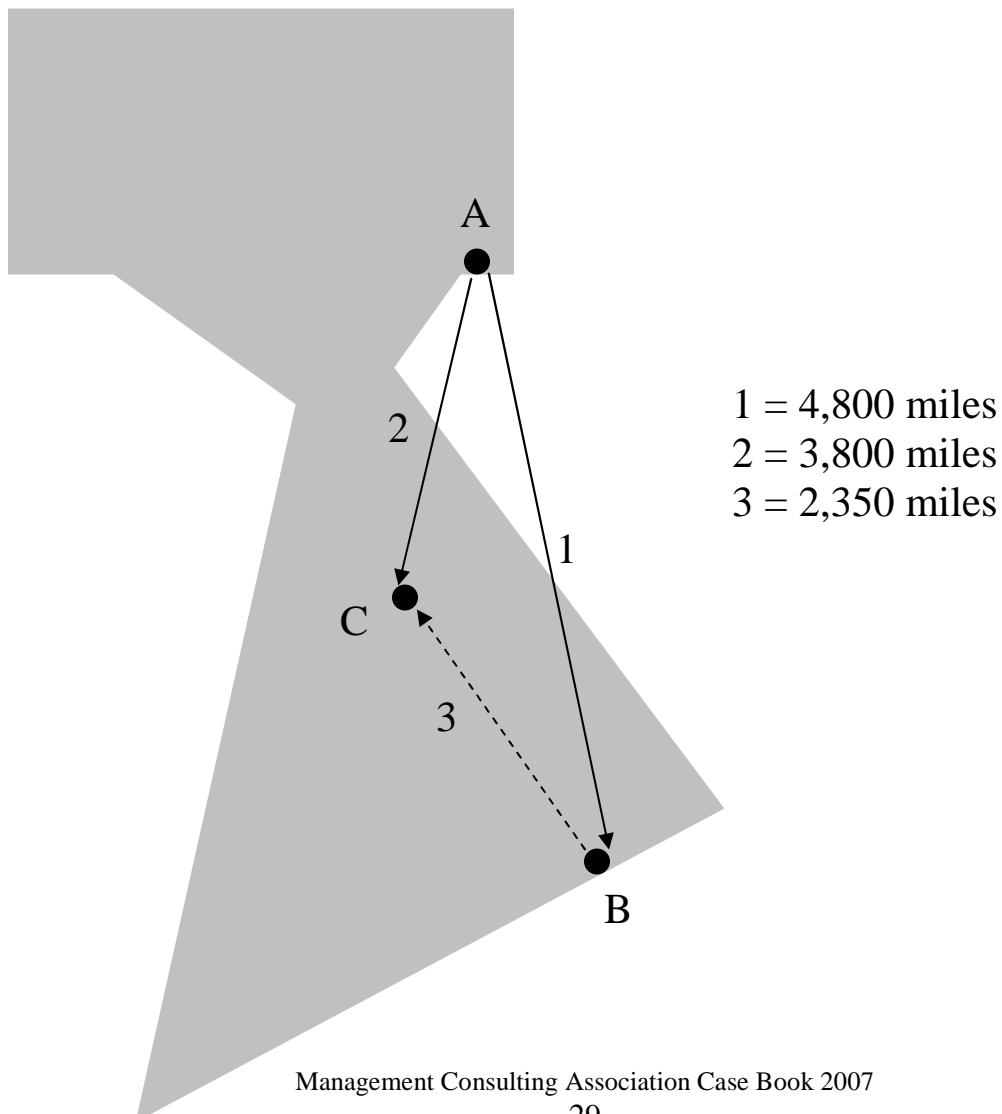 A
2
1 = 4,800 miles
2 = 3,800 miles
3 = 2,350 miles
1
C
3
B
Management Consulting Association Case Book 2007
29